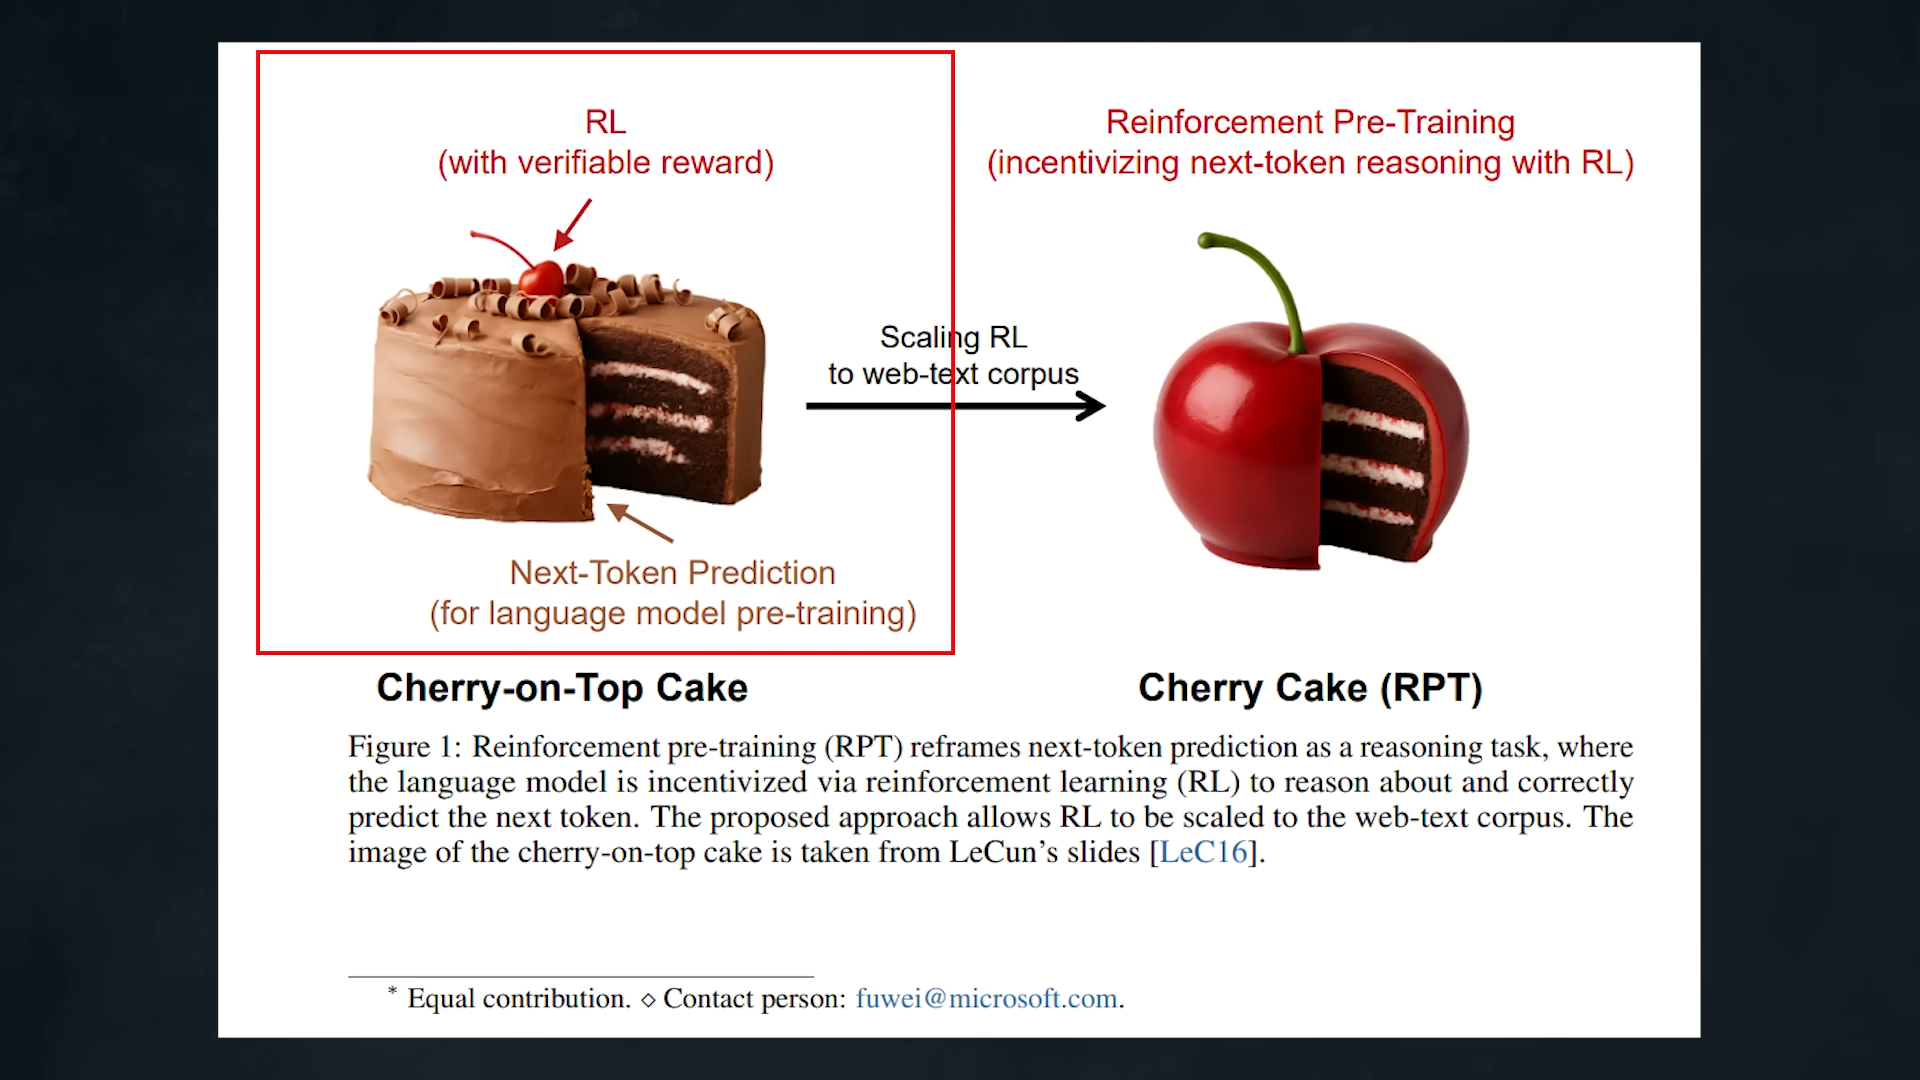 RL
(with verifiable reward)
Reinforcement Pre-Training
(incentivizing next-token reasoning with RL)
Scaling RL
to web-text corpus
Next-Token Prediction
(for language model pre-training)
Cherry-on-Top Cake
Cherry Cake (RPT)
Figure 1: Reinforcement pre-training (RPT) reframes next-token prediction as a reasoning task, where
the language model is incentivized via reinforcement learning (RL) to reason about and correctly
predict the next token. The proposed approach allows RL to be scaled to the web-text corpus. The
image of the cherry-on-top cake is taken from LeCun's slides [LeC16].
* Equal contribution. ⋄ Contact person: fuwei@microsoft.com.